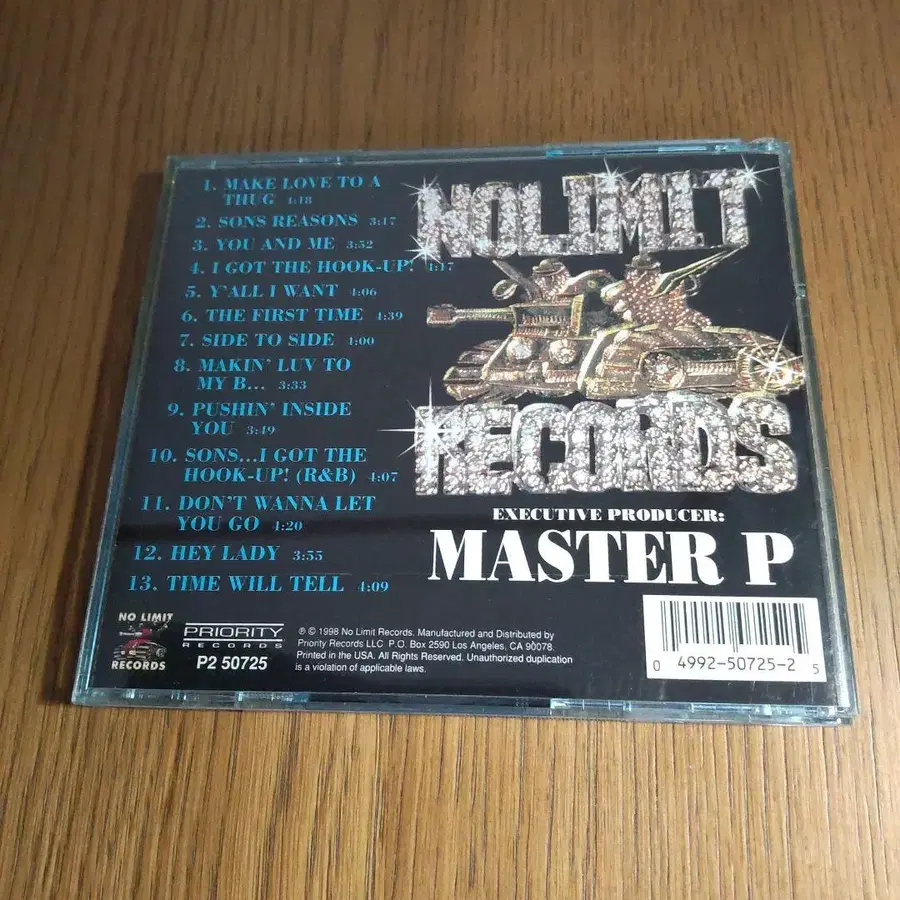 1. MAKE LOVE TO A
THUG 4:18
2. SONS REASONS 3:17
3. YOU AND ME 3:52
4. I GOT THE HOOK-UP! 4:17
5. Y'ALL I WANT 4:06
6. THE FIRST TIME 4:39
7. SIDE TO SIDE 4:00
8. MAKIN' LUV TO
MY B... 3:33
9. PUSHIN' INSIDE
YOU 3:49
10. SONS...I GOT THE
HOOK-UP! (R&B) 4:07
11. DON'T WANNA LET
YOU GO 4:20
12. HEY LADY 3:55
13. TIME WILL TELL 4:09
NO LIMIT
RECORDS
EXECUTIVE PRODUCER:
MASTER P
NO LIMIT
RECORDS
PRIORITY
RECORDS
P2 50725
℗ © 1998 No Limit Records. Manufactured and Distributed by
Priority Records LLC P.O. Box 2590 Los Angeles, CA 90078.
Printed in the USA. All Rights Reserved. Unauthorized duplication
is a violation of applicable laws.
0 4992-50725-2 5